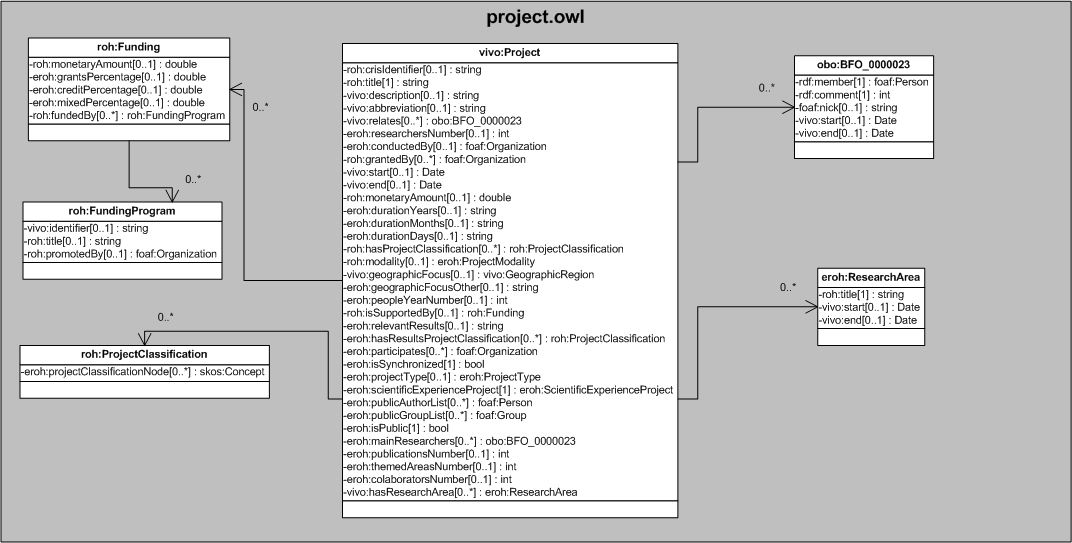 project.owl
roh:Funding
-roh:monetaryAmount[0..1] : double
-eroh:grantsPercentage[0..1] : double
-eroh:creditPercentage[0..1] : double
-eroh:mixedPercentage[0..1] : double
-roh:fundedBy[0..*] : roh:FundingProgram
0..*
0..*
roh:FundingProgram
-vivo:identifier[0..1] : string
-roh:title[0..1] : string
-roh:promotedBy[0..1] : foaf:Organization
0..*
roh:ProjectClassification
-eroh:projectClassificationNode[0..*] : skos:Concept
vivo:Project
-roh:crisIdentifier[0..1] : string
-roh:title[1] : string
-vivo:description[0..1] : string
-vivo:abbreviation[0..1] : string
-vivo:relates[0..*] : obo:BFO_0000023
-eroh:researchersNumber[0..1] : int
-eroh:conductedBy[0..1] : foaf:Organization
-roh:grantedBy[0..*] : foaf:Organization
-vivo:start[0..1] : Date
-vivo:end[0..1] : Date
-roh:monetaryAmount[0..1] : double
-eroh:durationYears[0..1] : string
-eroh:durationMonths[0..1] : string
-eroh:durationDays[0..1] : string
-roh:hasProjectClassification[0..*] : roh:ProjectClassification
-roh:modality[0..1] : eroh:ProjectModality
-vivo:geographicFocus[0..1] : vivo:GeographicRegion
-eroh:geographicFocusOther[0..1] : string
-eroh:peopleYearNumber[0..1] : int
-roh:isSupportedBy[0..1] : roh:Funding
-eroh:relevantResults[0..1] : string
-eroh:hasResultsProjectClassification[0..*] : roh:ProjectClassification
-eroh:participates[0..*] : foaf:Organization
-eroh:isSynchronized[1] : bool
-eroh:projectType[0..1] : eroh:ProjectType
-eroh:scientificExperienceProject[1] : eroh:ScientificExperienceProject
-eroh:publicAuthorList[0..*] : foaf:Person
-eroh:publicGroupList[0..*] : foaf:Group
-eroh:isPublic[1] : bool
-eroh:mainResearchers[0..*] : obo:BFO_0000023
-eroh:publicationsNumber[0..1] : int
-eroh:themedAreasNumber[0..1] : int
-eroh:colaboratorsNumber[0..1] : int
-vivo:hasResearchArea[0..*] : eroh:ResearchArea
0..*
obo:BFO_0000023
-rdf:member[1] : foaf:Person
-rdf:comment[1] : int
-foaf:nick[0..1] : string
-vivo:start[0..1] : Date
-vivo:end[0..1] : Date
0..*
eroh:ResearchArea
-roh:title[1] : string
-vivo:start[0..1] : Date
-vivo:end[0..1] : Date